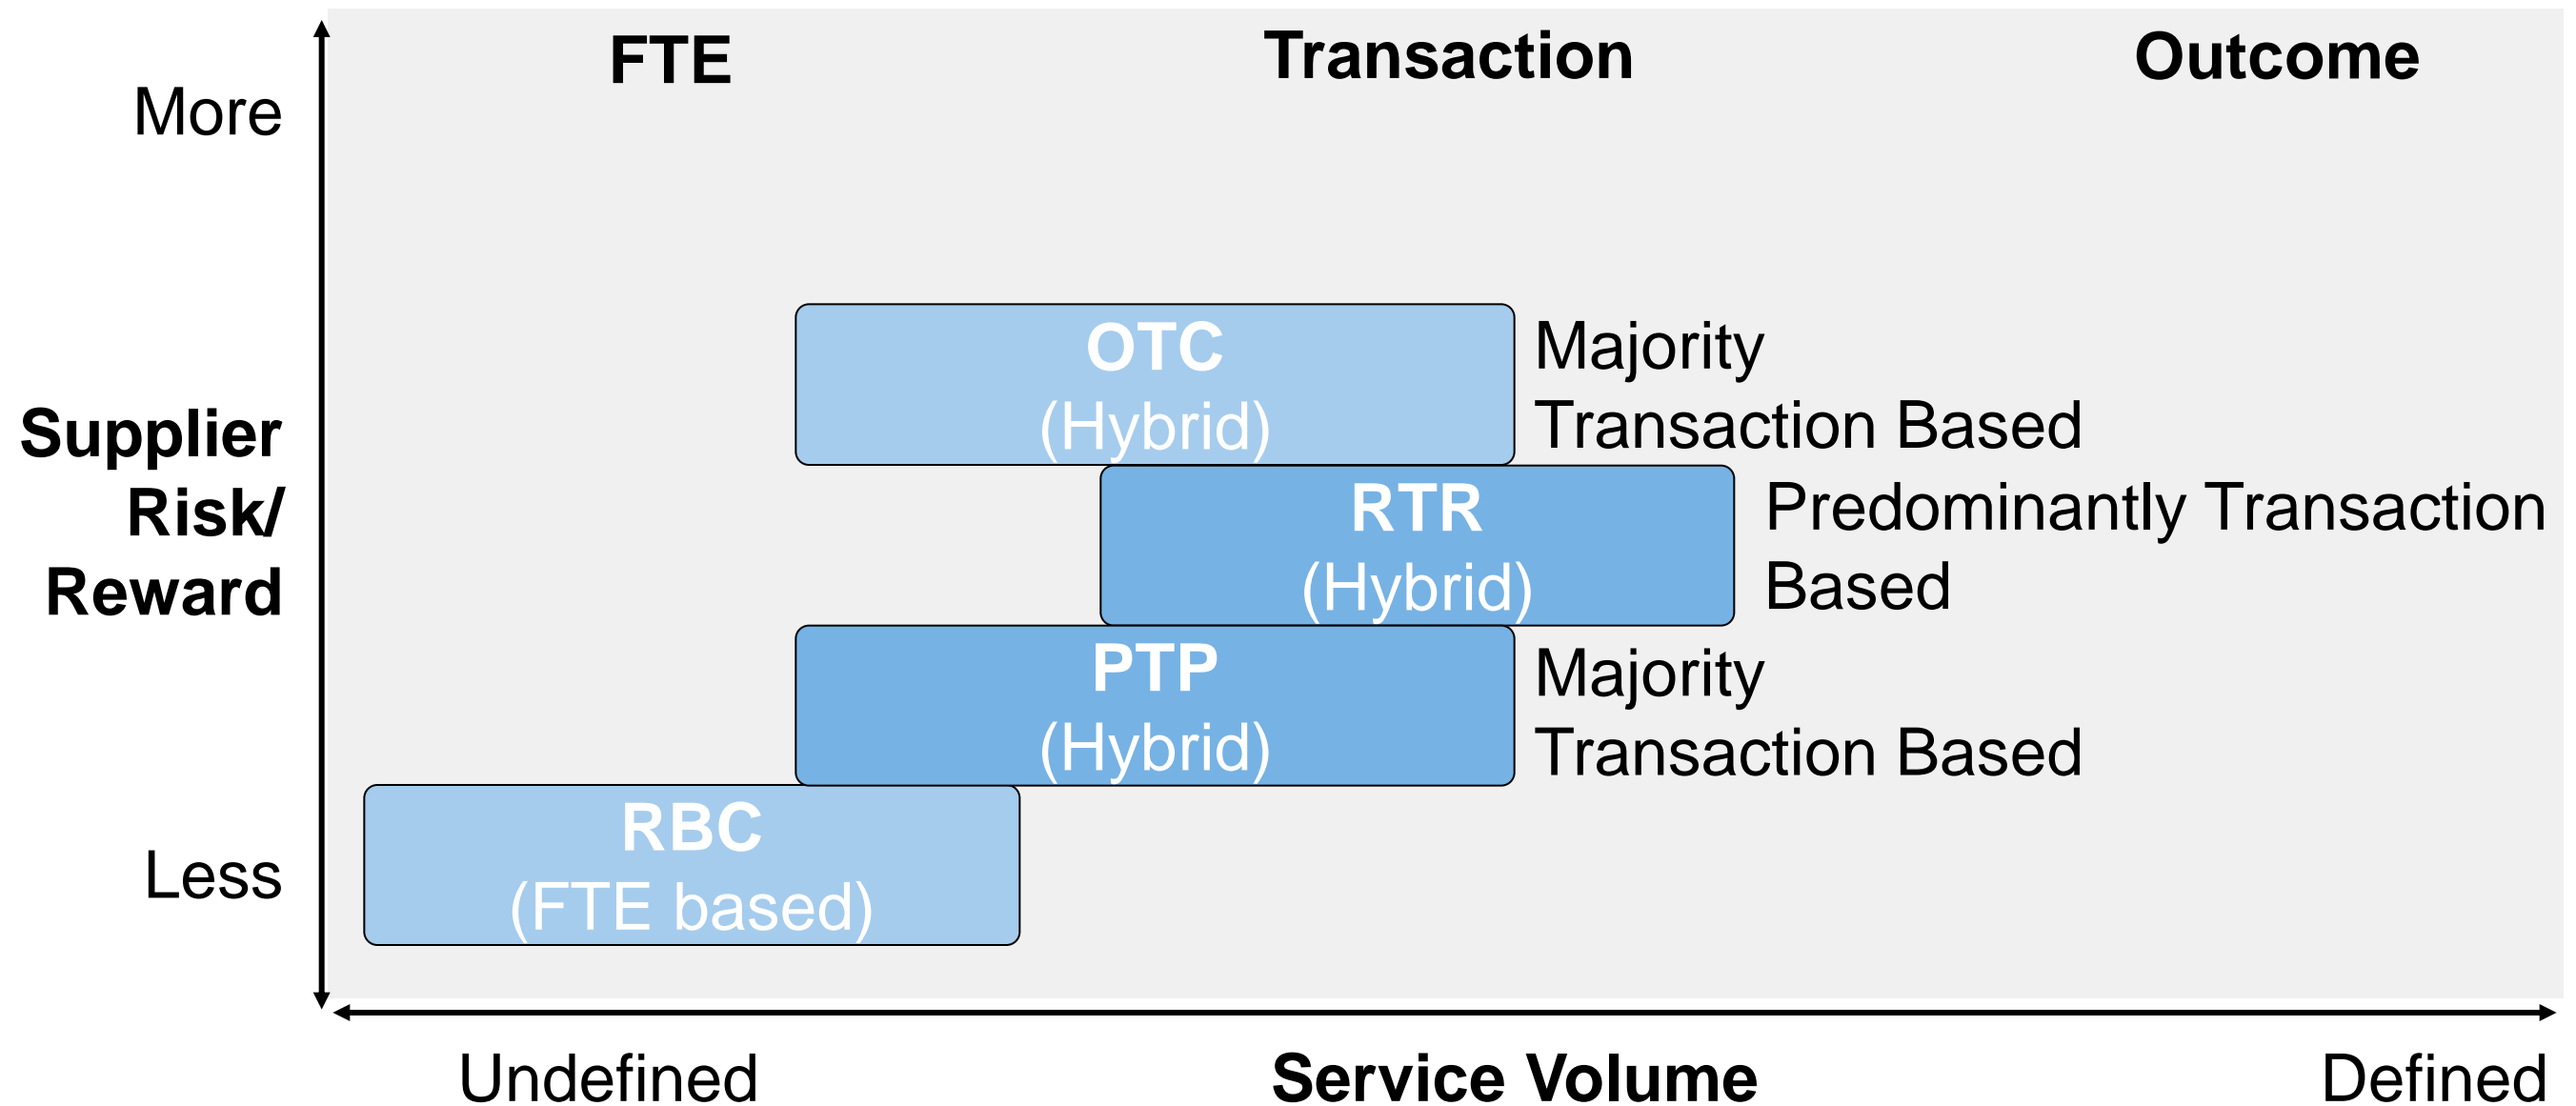 FTE
Transaction
Outcome
More
OTC
(Hybrid)
Majority
Transaction Based
Supplier
Risk/
Reward
RTR
(Hybrid)
Predominantly Transaction
Based
PTP
(Hybrid)
Majority
Transaction Based
RBC
(FTE based)
Less
Undefined
Service Volume
Defined